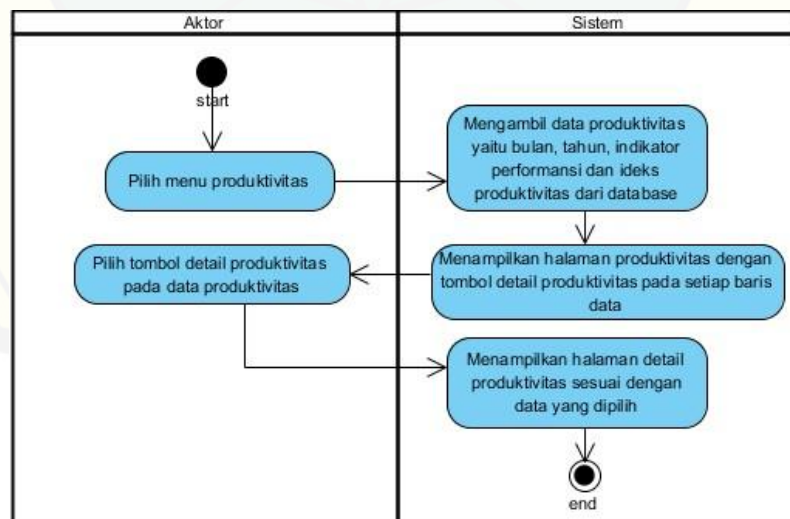 Aktor
Sistem
start
Pilih menu produktivitas
Mengambil data produktivitas
yaitu bulan, tahun, indikator
performansi dan ideks
produktivitas dari database
Menampilkan halaman produktivitas dengan
tombol detail produktivitas pada setiap baris
data
Pilih tombol detail produktivitas
pada data produktivitas
Menampilkan halaman detail
produktivitas sesuai dengan
data yang dipilih
end